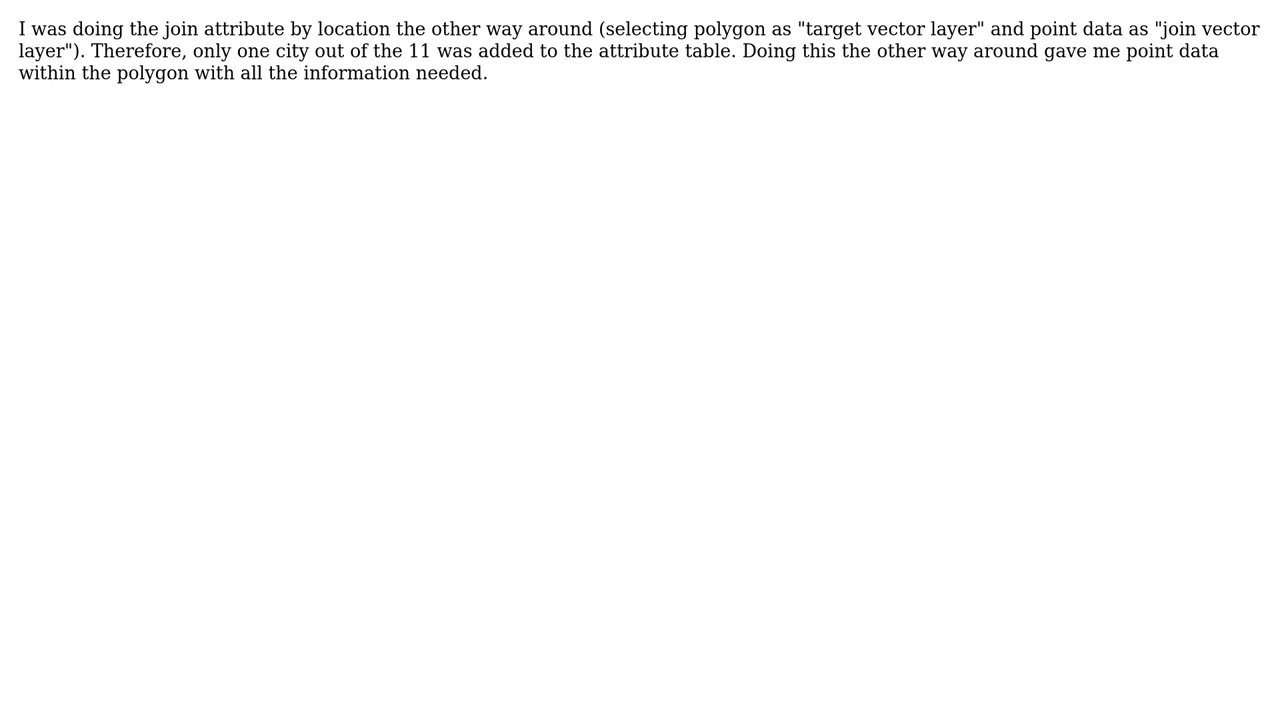 I was doing the join attribute by location the other way around (selecting polygon as "target vector layer" and point data as "join vector
layer"). Therefore, only one city out of the 11 was added to the attribute table. Doing this the other way around gave me point data
within the polygon with all the information needed.